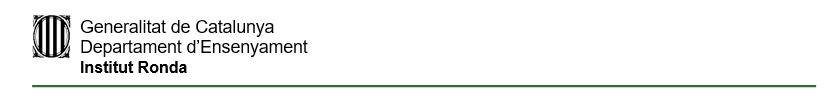 Generalitat de Catalunya
Departament d'Ensenyament
Institut Ronda